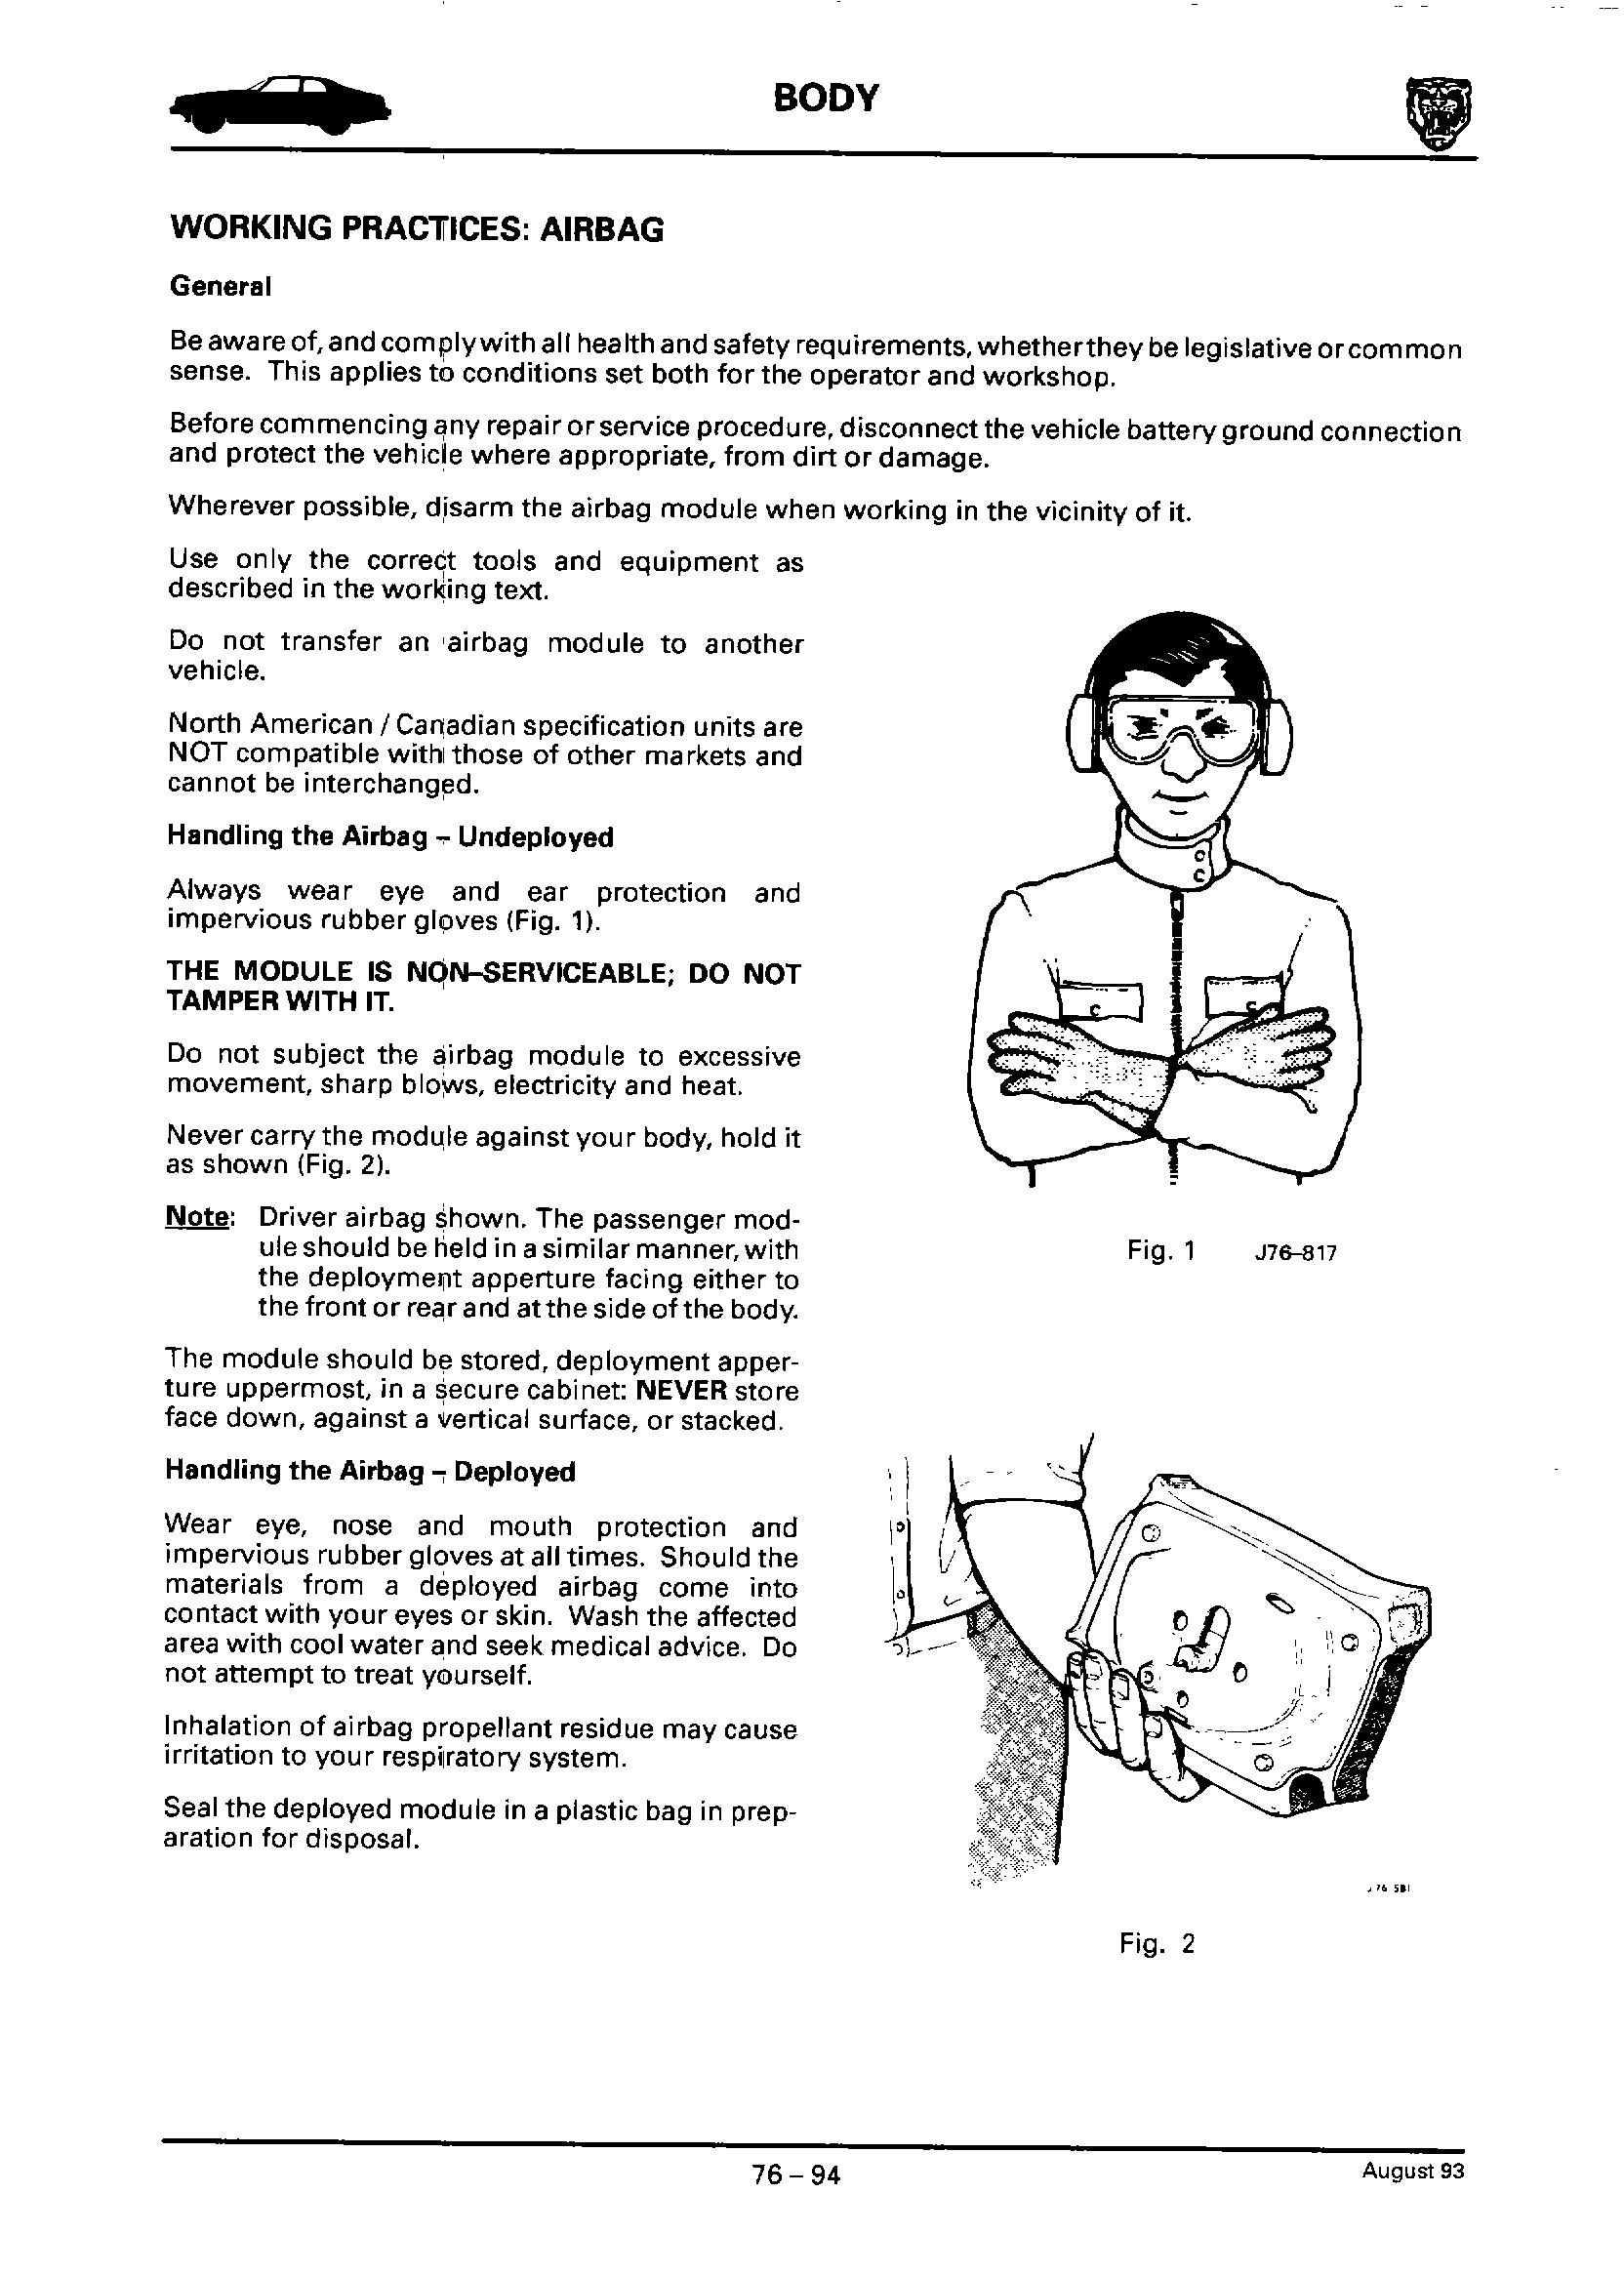 BODY
WORKING PRACTICES: AIRBAG
General
Be aware of, and comply with all health and safety requirements, whether they be legislative or common
sense. This applies to conditions set both for the operator and workshop.
Before commencing any repair or service procedure, disconnect the vehicle battery ground connection
and protect the vehicle where appropriate, from dirt or damage.
Wherever possible, disarm the airbag module when working in the vicinity of it.
Use only the correct tools and equipment as
described in the working text.
Do not transfer an airbag module to another
vehicle.
North American / Canadian specification units are
NOT compatible with those of other markets and
cannot be interchanged.
Handling the Airbag – Undeployed
Always wear eye and ear protection and
impervious rubber gloves (Fig. 1).
THE MODULE IS NON–SERVICEABLE; DO NOT
TAMPER WITH IT.
Do not subject the airbag module to excessive
movement, sharp blows, electricity and heat.
Never carry the module against your body, hold it
as shown (Fig. 2).
Note: Driver airbag shown. The passenger mod-
ule should be held in a similar manner, with
the deployment apperture facing either to
the front or rear and at the side of the body.
The module should be stored, deployment apper-
ture uppermost, in a secure cabinet: NEVER store
face down, against a vertical surface, or stacked.
Handling the Airbag – Deployed
Wear eye, nose and mouth protection and
impervious rubber gloves at all times. Should the
materials from a deployed airbag come into
contact with your eyes or skin. Wash the affected
area with cool water and seek medical advice. Do
not attempt to treat yourself.
Inhalation of airbag propellant residue may cause
irritation to your respiratory system.
Seal the deployed module in a plastic bag in prep-
aration for disposal.
Fig. 1 J76–817
J76 581
Fig. 2
76 – 94
August 93